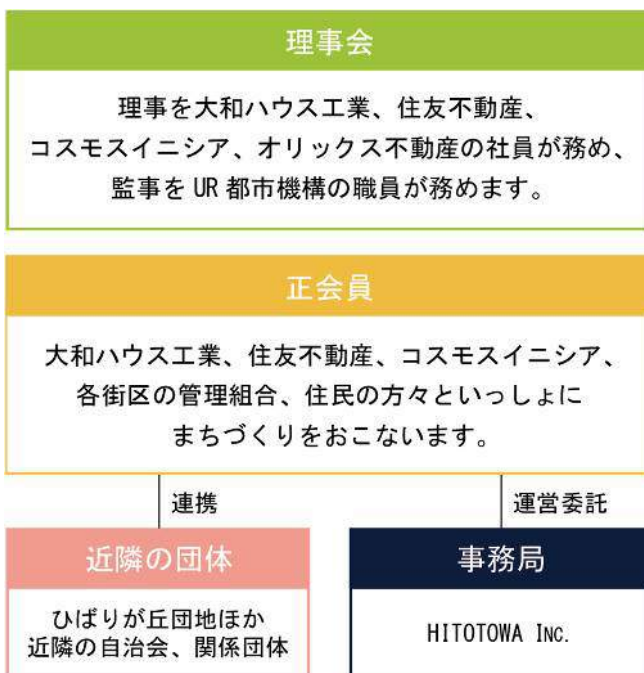 理事会
理事を大和ハウス工業、住友不動産、
コスモスイニシア、オリックス不動産の社員が務め、
監事をUR都市機構の職員が務めます。
正会員
大和ハウス工業、住友不動産、コスモスイニシア、
各街区の管理組合、住民の方々といっしょに
まちづくりをおこないます。
連携
運営委託
近隣の団体
ひばりが丘団地ほか
近隣の自治会、関係団体
事務局
HITOTOWA INC.